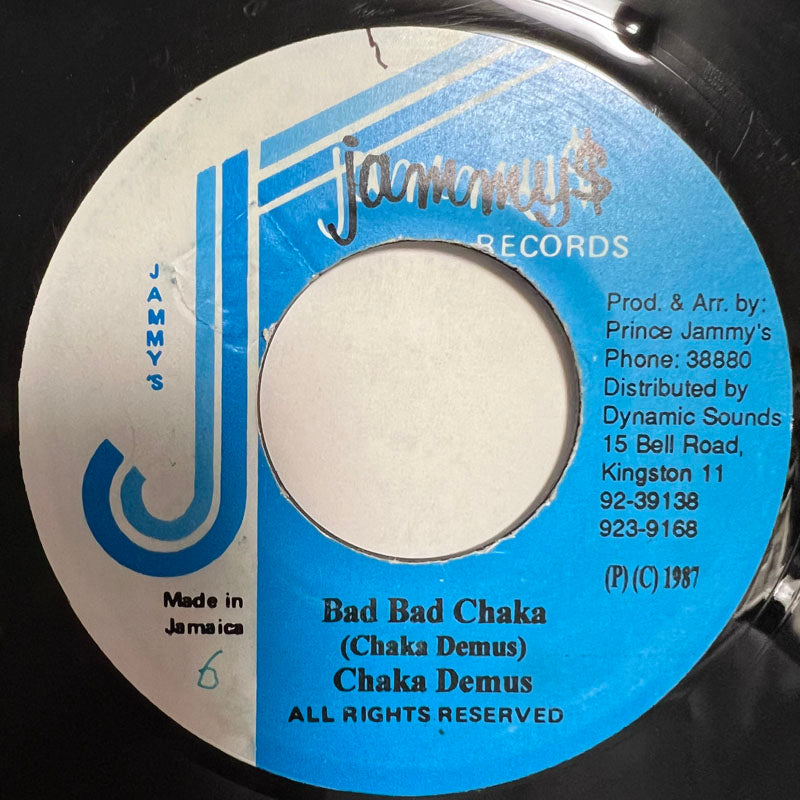 jammy$
RECORDS
JAMMY'S
Prod. & Arr. by:
Prince Jammy's
Phone: 38880
Distributed by
Dynamic Sounds
15 Bell Road,
Kingston 11
92-39138
923-9168
(P) (C) 1987
Made in
Jamaica
6
Bad Bad Chaka
(Chaka Demus)
Chaka Demus
ALL RIGHTS RESERVED